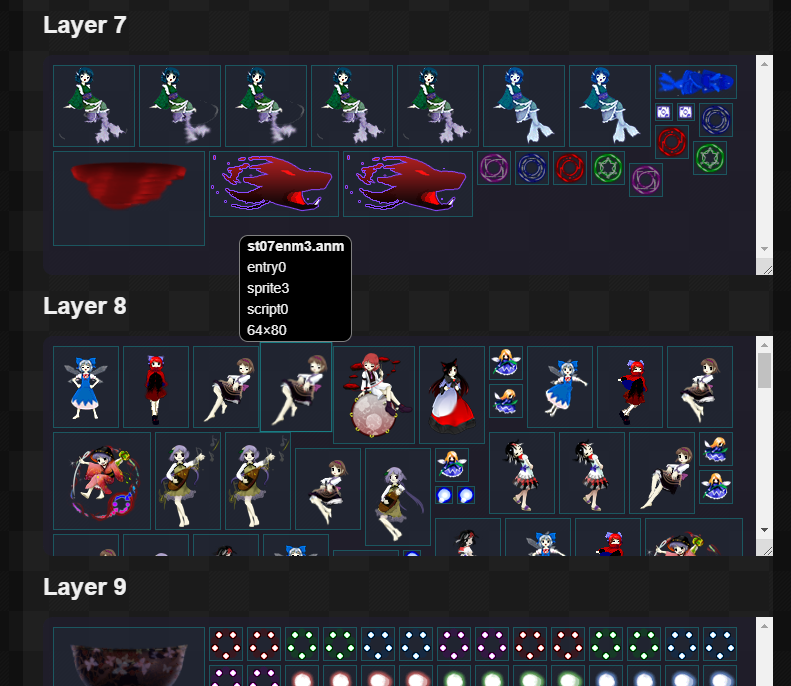 Layer 7
st07enm3.anm
entry0
sprite3
script0
64×80
Layer 8
Layer 9